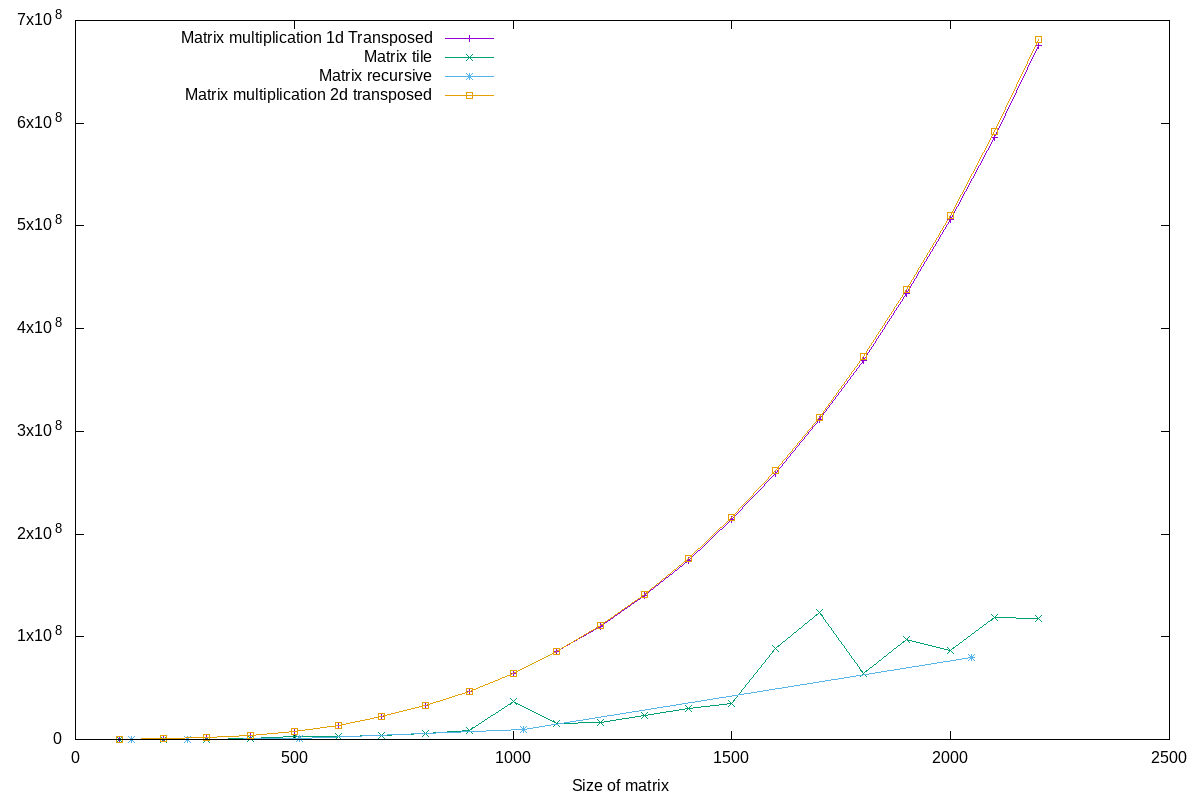 7x10^8
6x10^8
5x10^8
4x10^8
3x10^8
2x10^8
1x10^8
0
Matrix multiplication 1d Transposed
Matrix tile
Matrix recursive
Matrix multiplication 2d transposed
0 500 1000 1500 2000 2500
Size of matrix